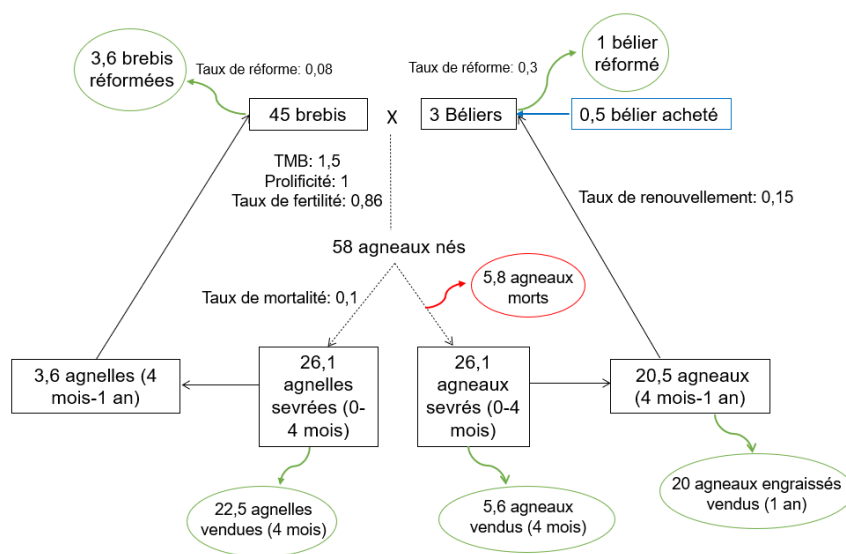 3,6 brebis
réformées
Taux de réforme: 0,08
Taux de réforme: 0,3
1 bélier
réformé
45 brebis
X
3 Béliers
0,5 bélier acheté
TMB: 1,5
Prolificité: 1
Taux de fertilité: 0,86
Taux de renouvellement: 0,15
58 agneaux nés
Taux de mortalité: 0,1
5,8 agneaux
morts
3,6 agnelles (4
mois-1 an)
26,1
agnelles
sevrées (0-
4 mois)
26,1
agneaux
sevrés (0-4
mois)
20,5 agneaux
(4 mois-1 an)
22,5 agnelles
vendues (4 mois)
5,6 agneaux
vendus (4 mois)
20 agneaux engraissés
vendus (1 an)